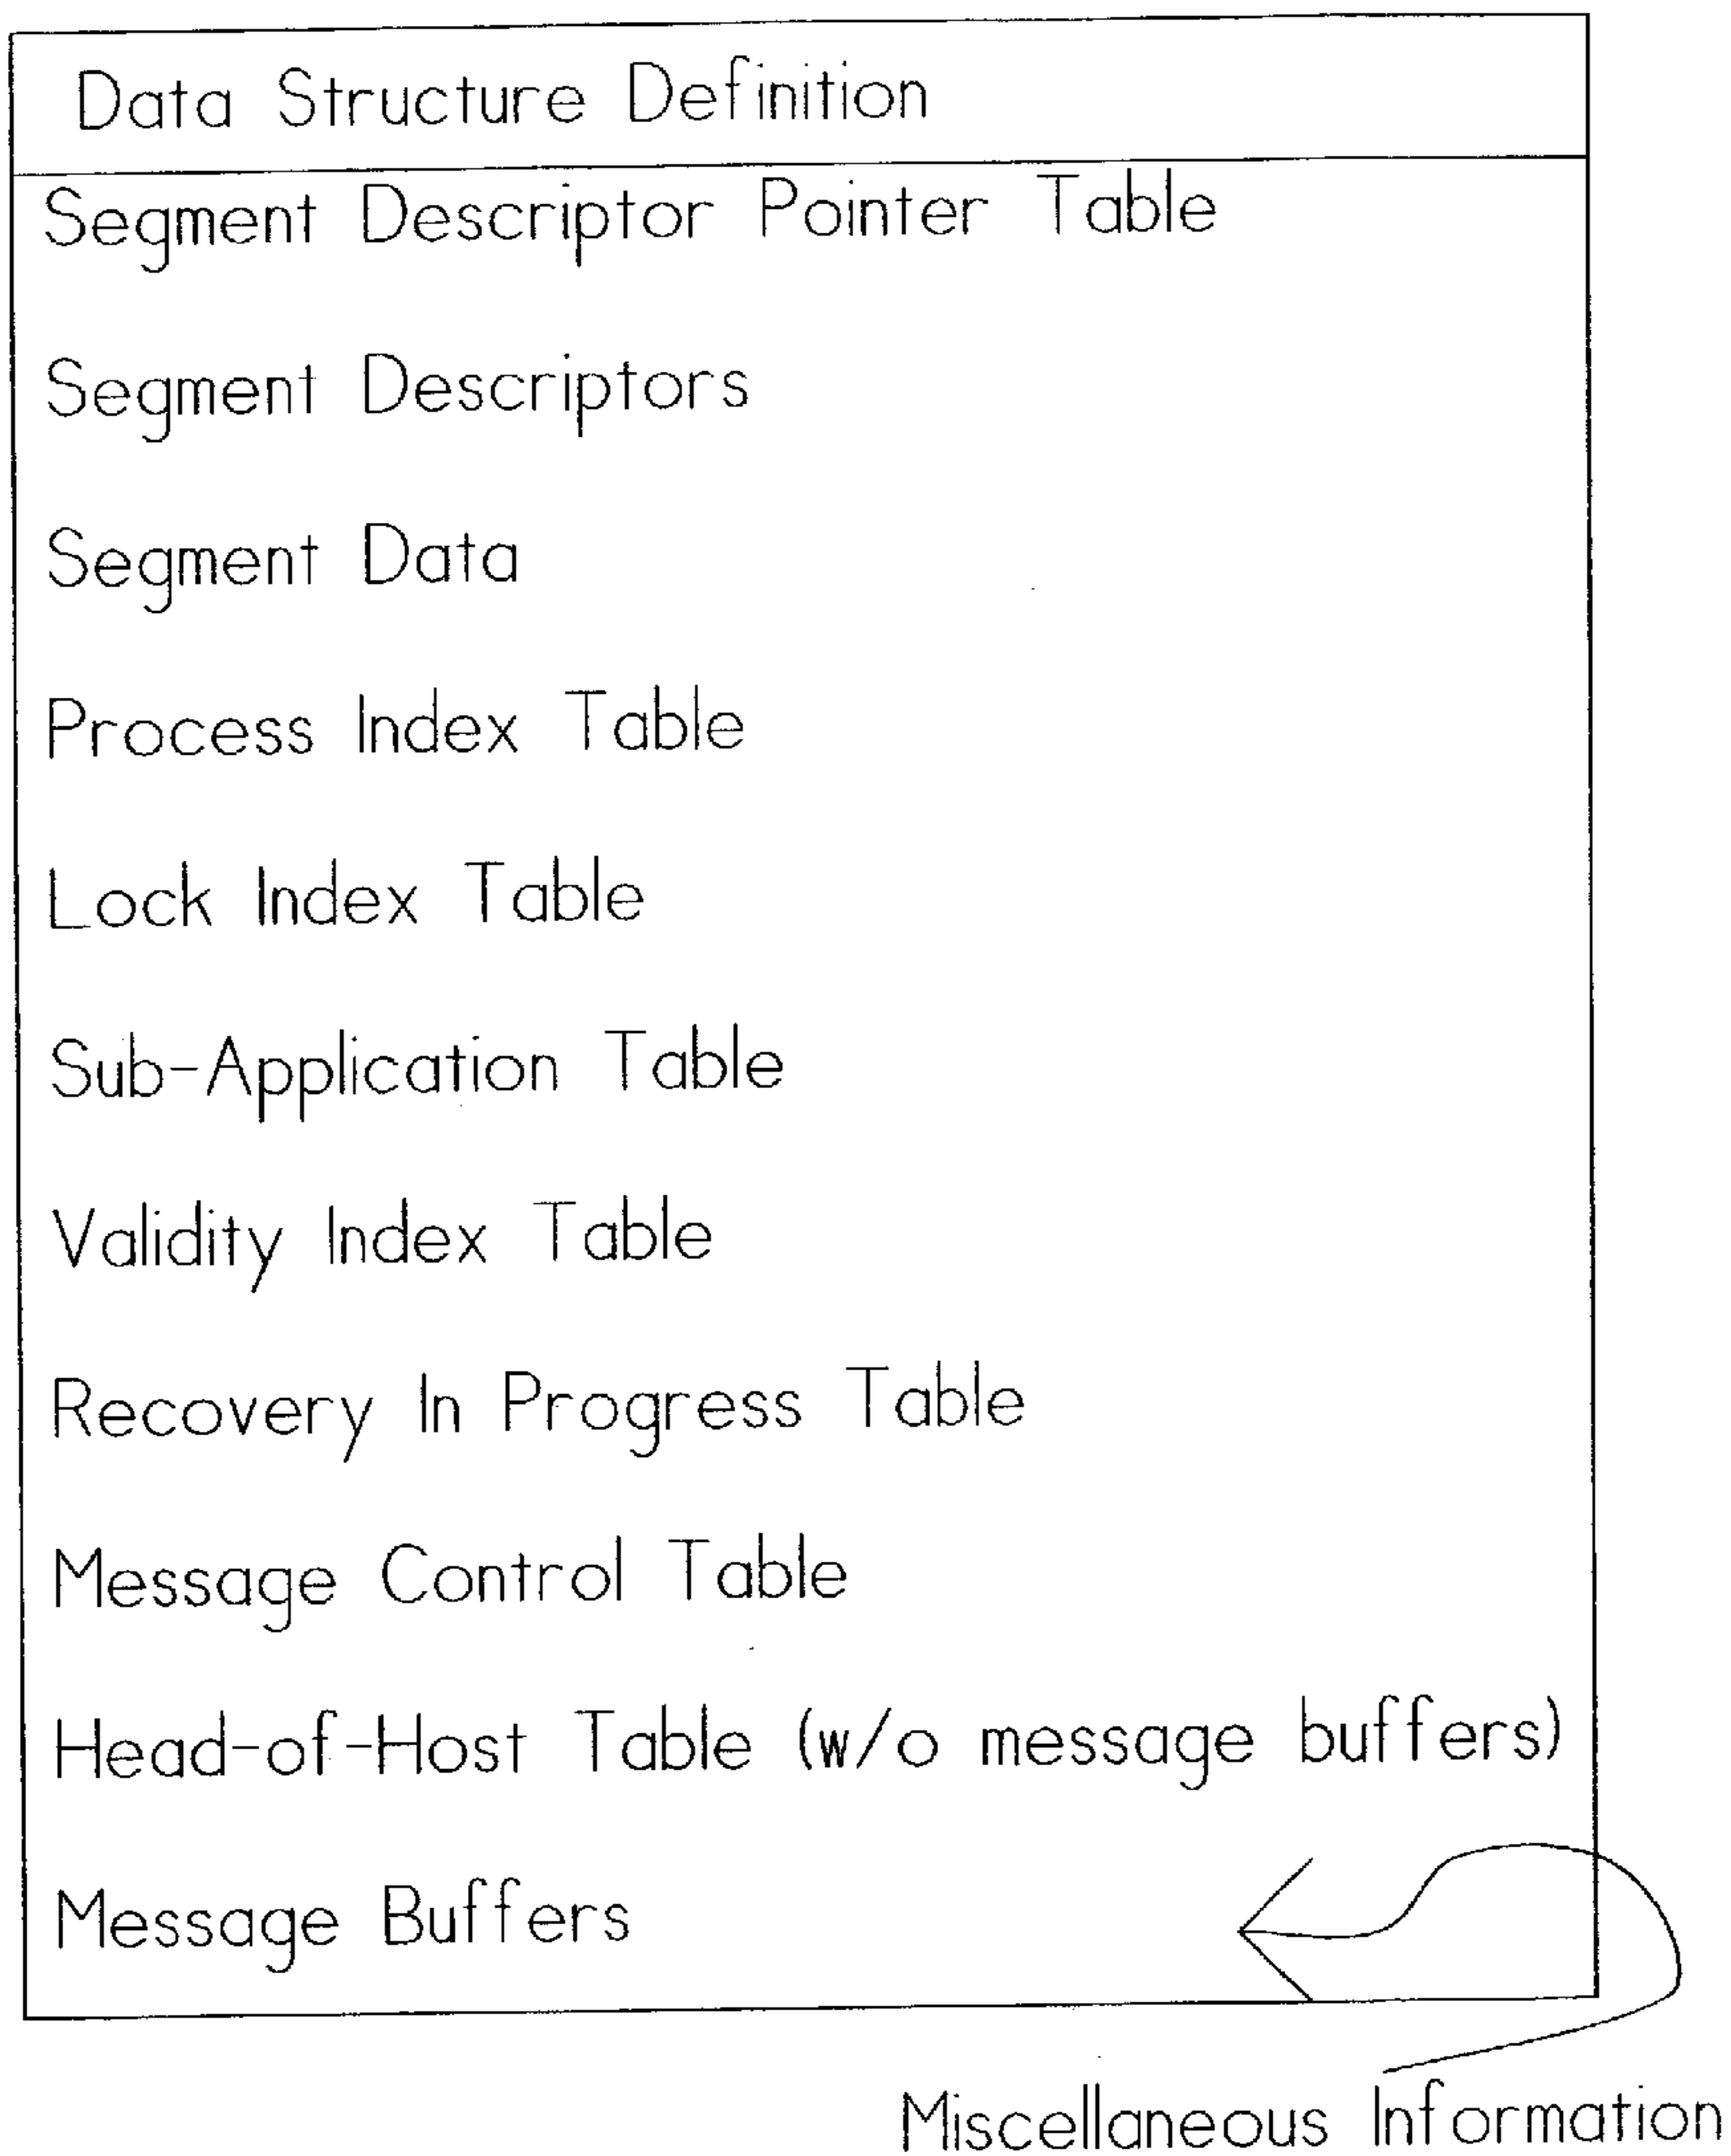 Data Structure Definition
Segment Descriptor Pointer Table
Segment Descriptors
Segment Data
Process Index Table
Lock Index Table
Sub-Application Table
Validity Index Table
Recovery In Progress Table
Message Control Table
Head-of-Host Table (w/o message buffers)
Message Buffers
Miscellaneous Information